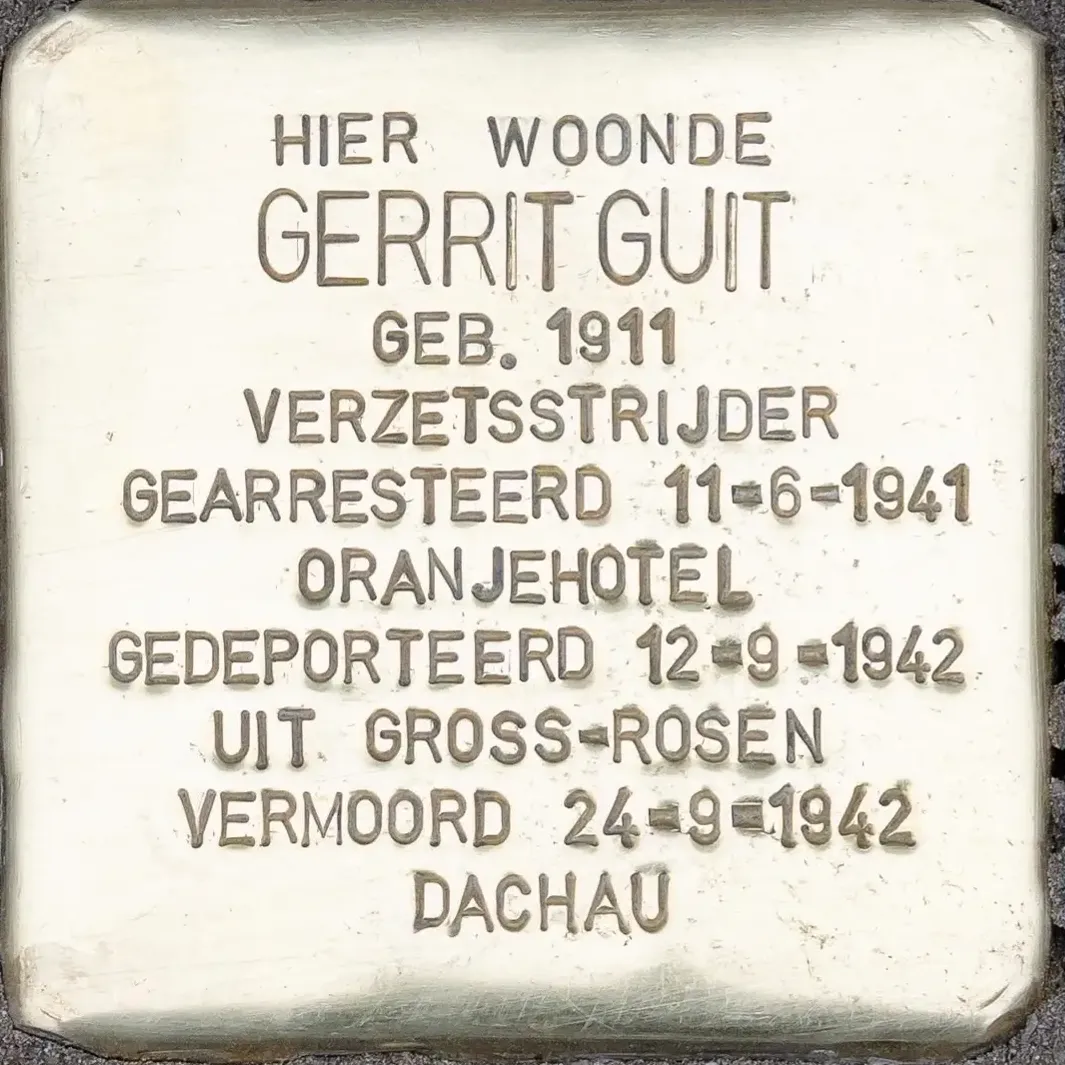 HIER WOONDE
GERRIT GUIT
GEB. 1911
VERZETSSTRIJDER
GEARRESTEERD 11-6-1941
ORANJEHOTEL
GEDEPORTEERD 12-9-1942
UIT GROSS-ROSEN
VERMOORD 24-9-1942
DACHAU